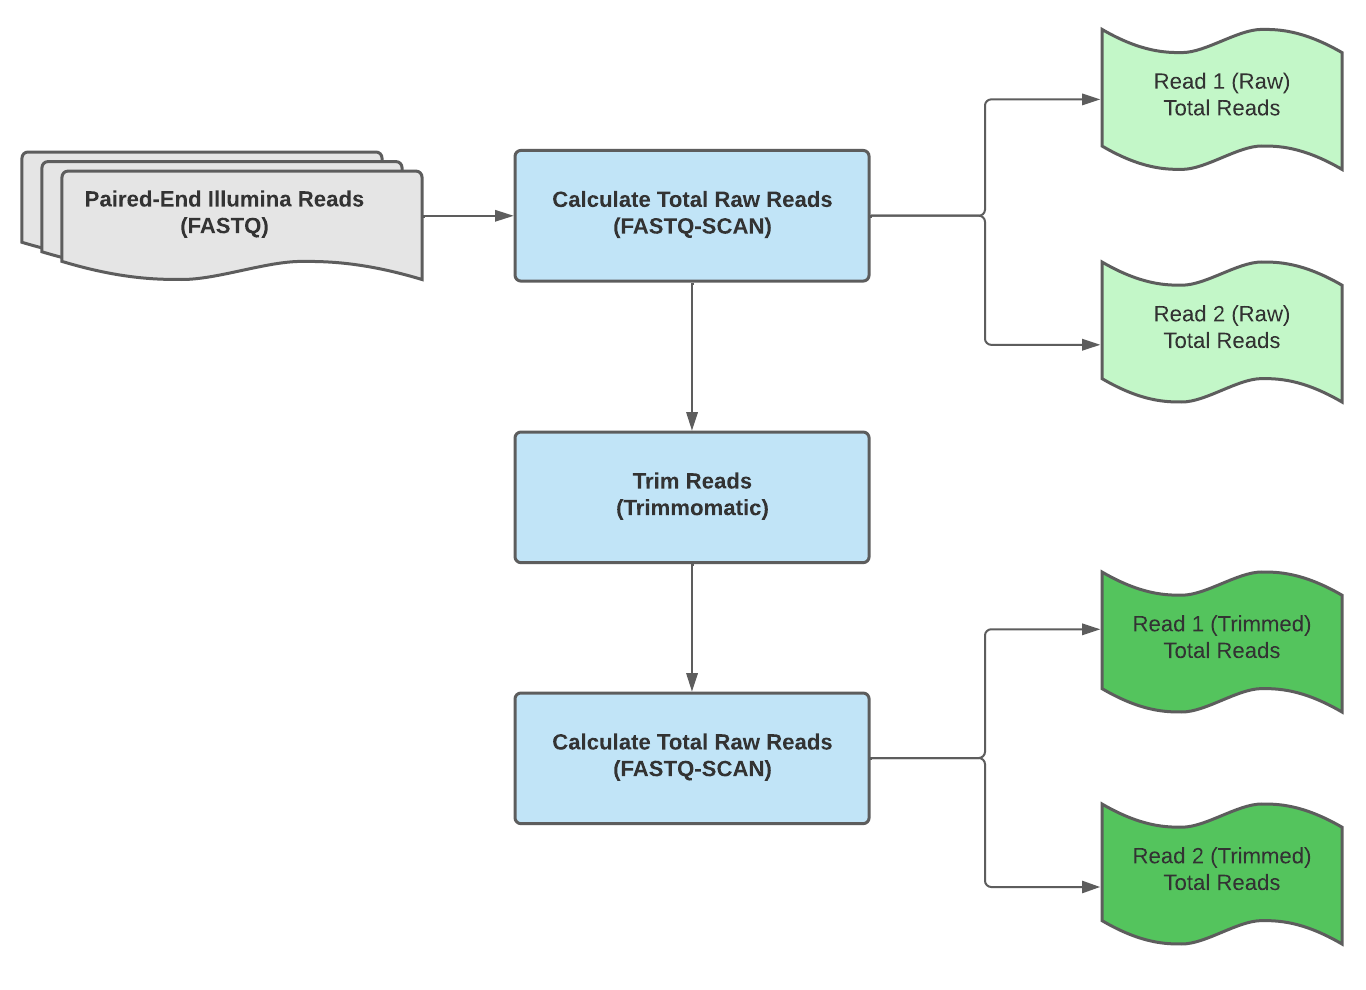 Paired-End Illumina Reads
(FASTQ)
Calculate Total Raw Reads
(FASTQ-SCAN)
Read 1 (Raw)
Total Reads
Read 2 (Raw)
Total Reads
Trim Reads
(Trimmomatic)
Calculate Total Raw Reads
(FASTQ-SCAN)
Read 1 (Trimmed)
Total Reads
Read 2 (Trimmed)
Total Reads